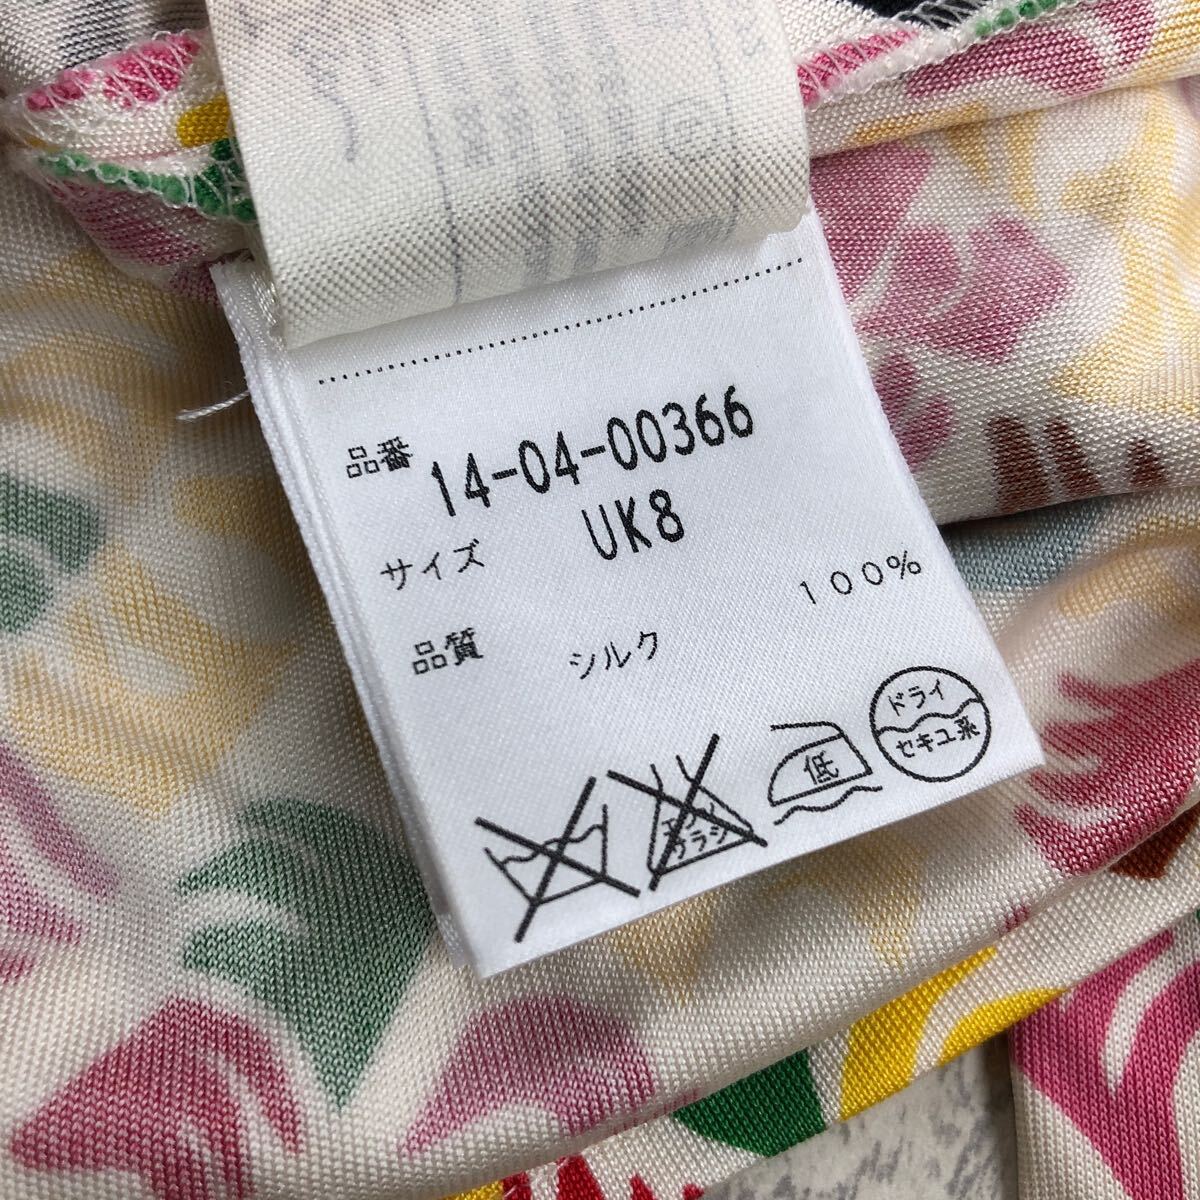 品番 14-04-00366
サイズ UK8
品質 シルク 100%
低
ドライ
セキユ系